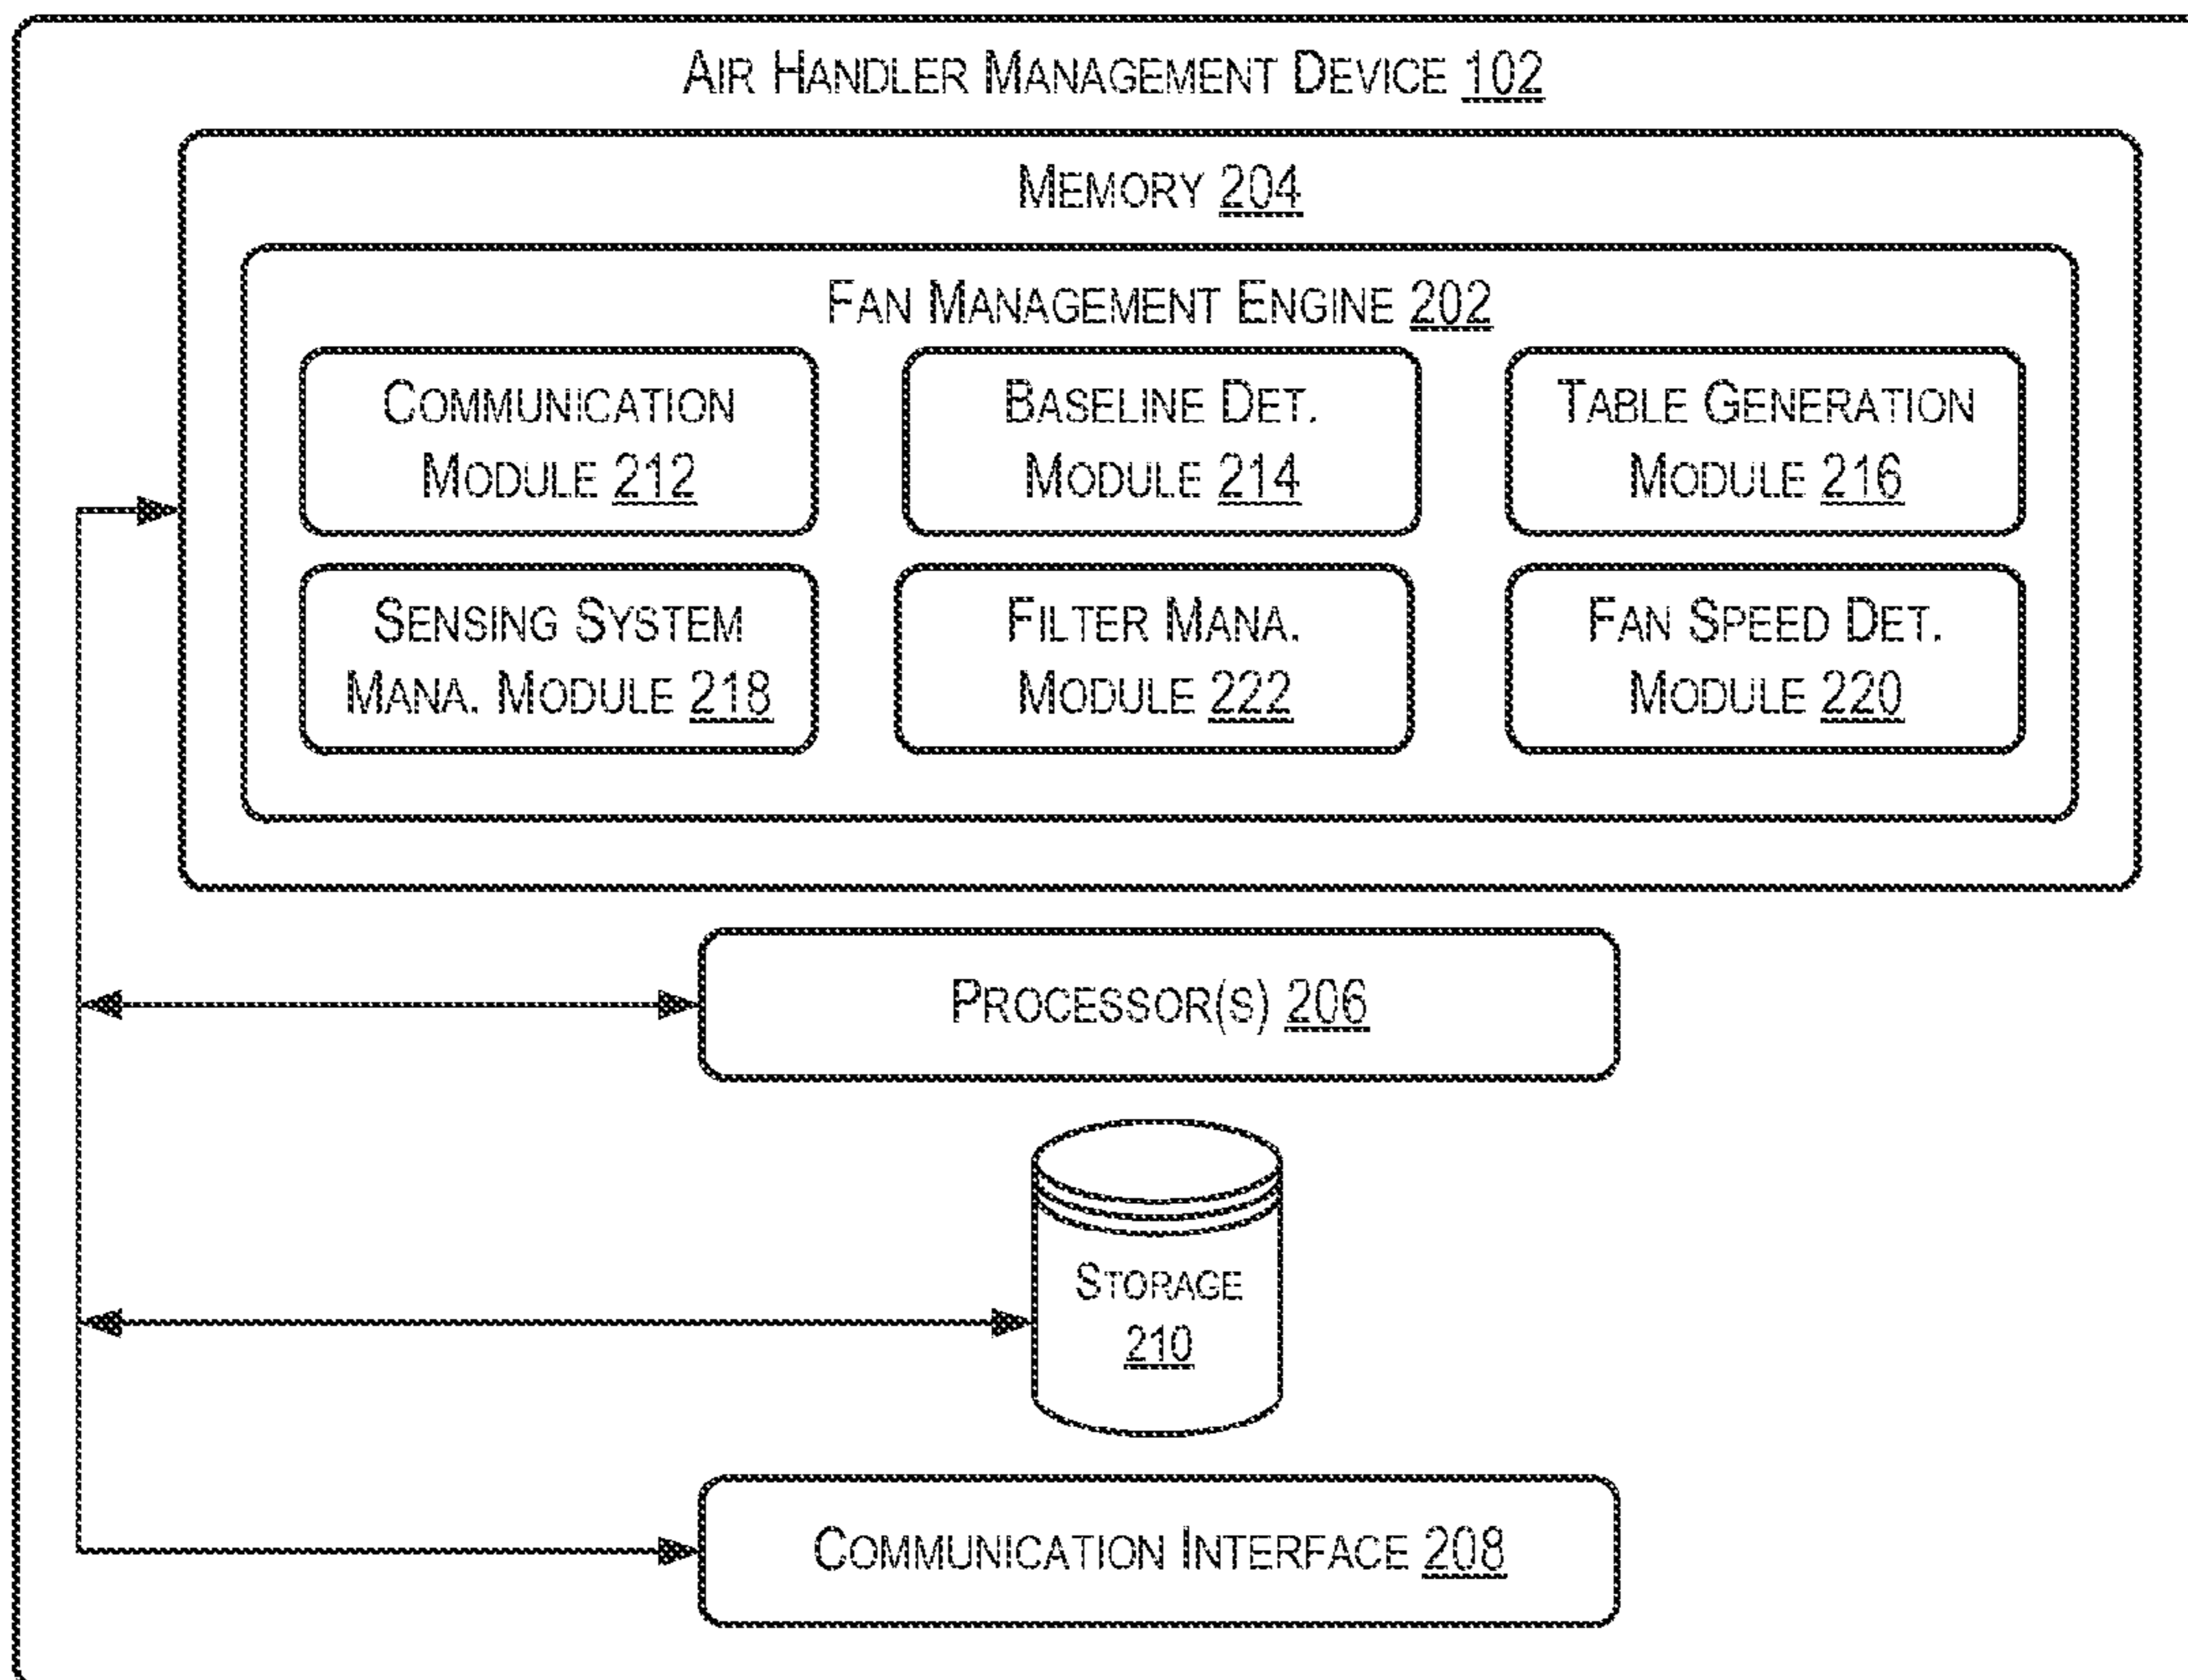 AIR HANDLER MANAGEMENT DEVICE 102
MEMORY 204
FAN MANAGEMENT ENGINE 202
COMMUNICATION
MODULE 212
BASELINE DET.
MODULE 214
TABLE GENERATION
MODULE 216
SENSING SYSTEM
MANA. MODULE 218
FILTER MANA.
MODULE 222
FAN SPEED DET.
MODULE 220
PROCESSOR(S) 206
STORAGE
210
COMMUNICATION INTERFACE 208